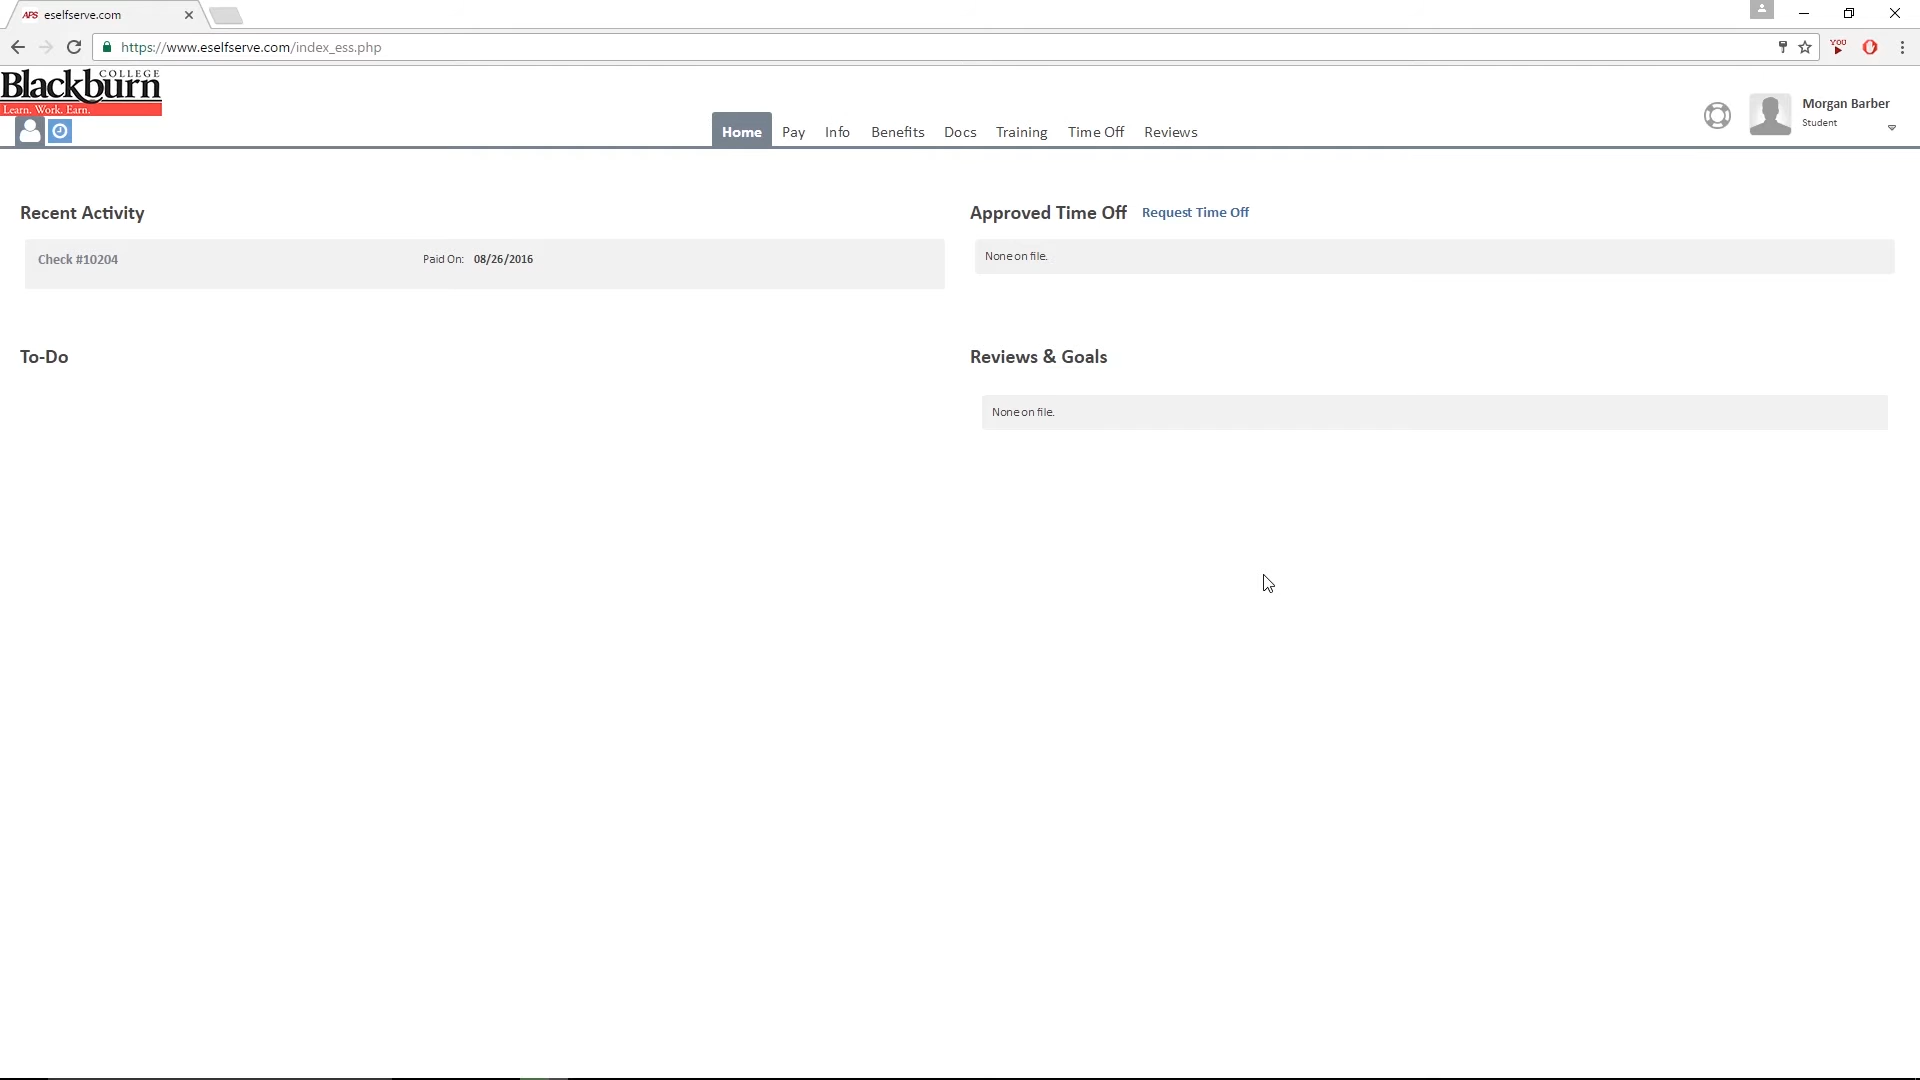 APS eselfserve.com
https://www.eselfserve.com/index_ess.php
YOU
COLLEGE
Blackburn
Learn. Work. Earn.
Morgan Barber
Student
Home Pay Info Benefits Docs Training Time Off Reviews
Recent Activity
Check #10204 Paid On: 08/26/2016
Approved Time Off Request Time Off
None on file.
To-Do
Reviews & Goals
None on file.